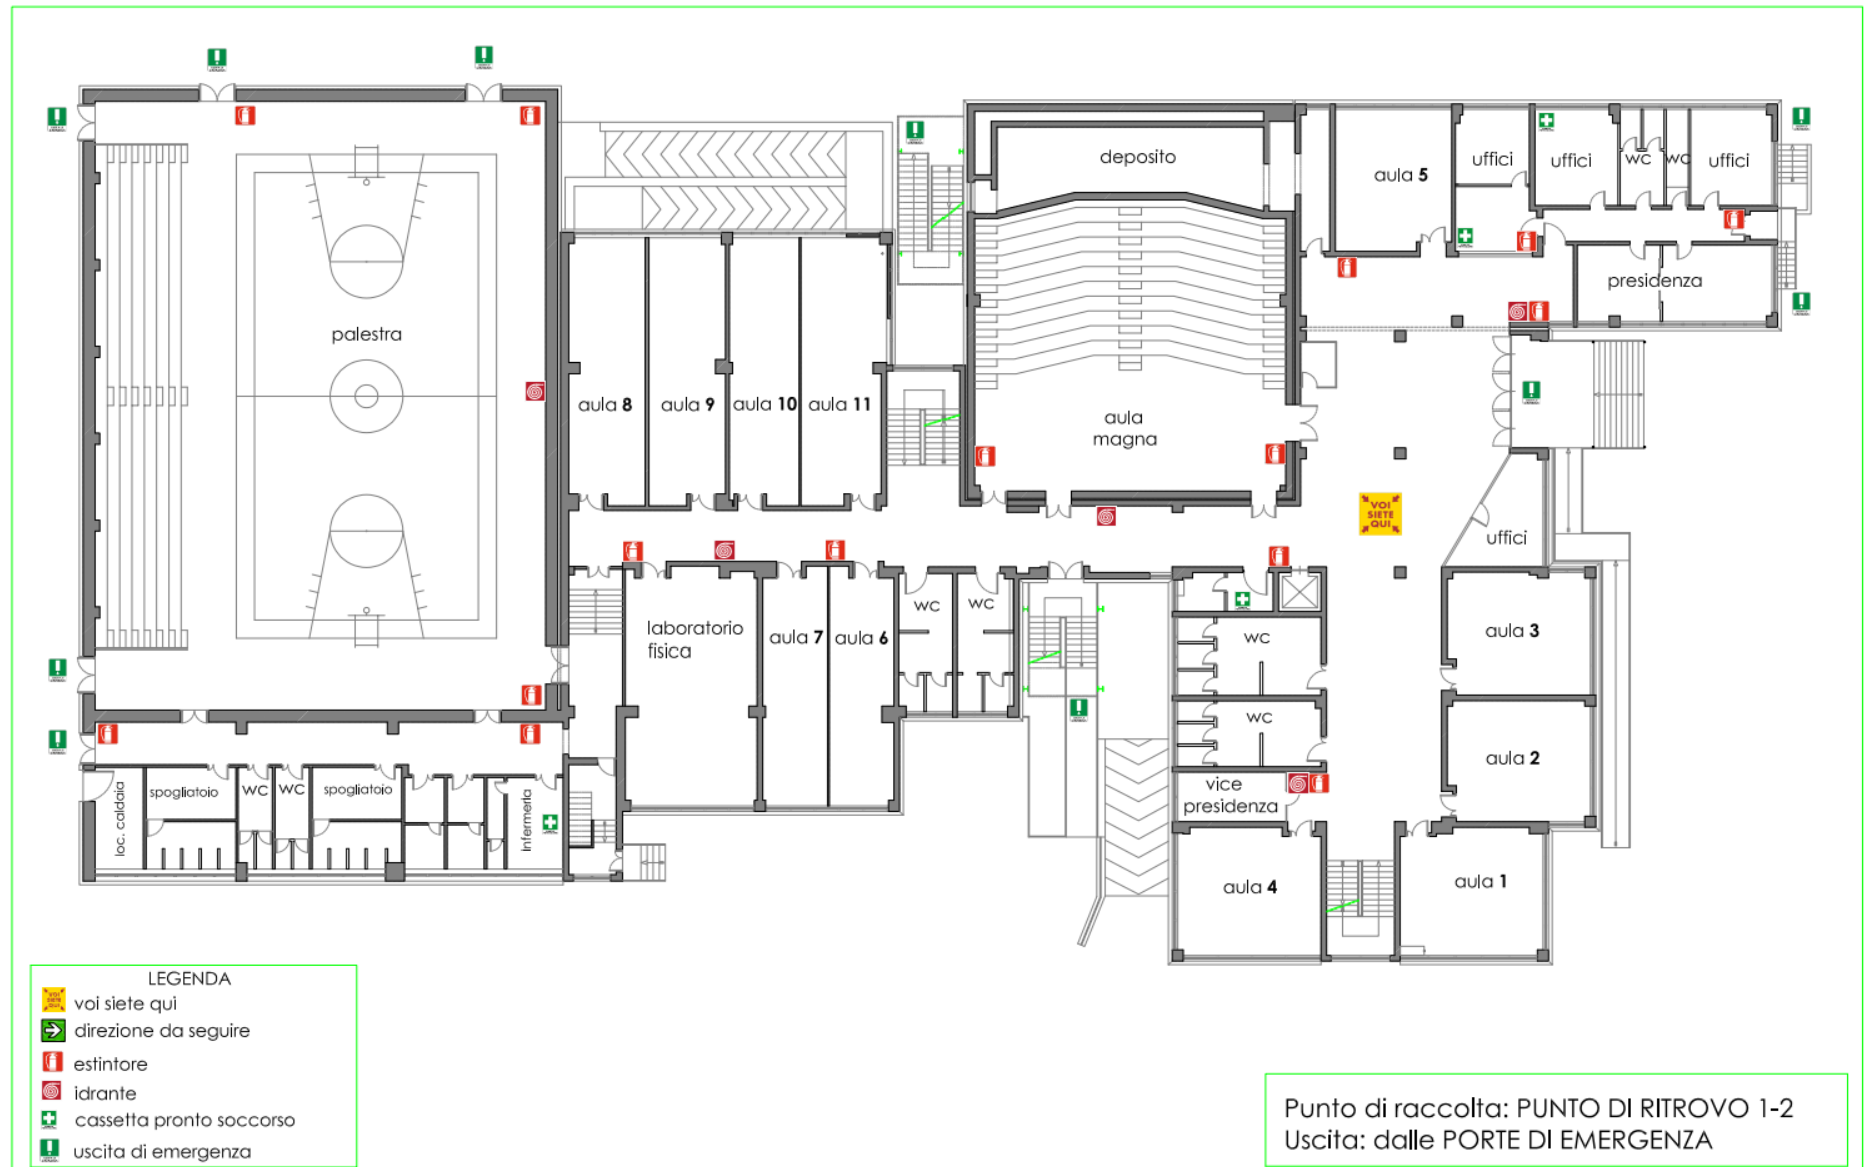 deposito
uffici
uffici
wc
wc
uffici
aula 5
presidenza
palestra
aula 8
aula 9
aula 10
aula 11
aula
magna
VOI
SIETE
QUI
uffici
laboratorio
fisica
aula 7
aula 6
wc
wc
wc
aula 3
wc
aula 2
vice
presidenza
loc. caldaia
spogliatoio
wc
wc
spogliatoio
infermeria
aula 4
aula 1
LEGENDA
voi siete qui
direzione da seguire
estintore
idrante
cassetta pronto soccorso
uscita di emergenza
Punto di raccolta: PUNTO DI RITROVO 1-2
Uscita: dalle PORTE DI EMERGENZA